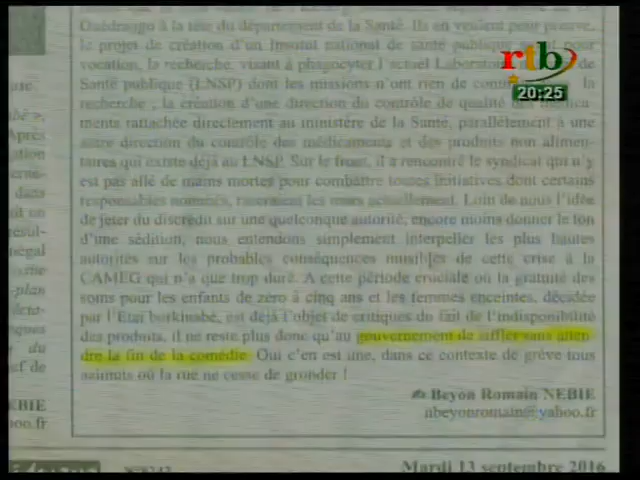 Ouédraogo à la tête du département de la Santé. Ils en veulent pour preuve,
le projet de création d'un Institut national de santé publique ayant pour
rtb
20:25
vocation, la recherche, visant à phagocyter l'actuel Laboratoire de
Santé publique (LNSP) dont les missions n'ont rien de la
recherche ; la création d'une direction du contrôle de qualité des médica-
ments rattachée directement au ministère de la Santé, parallèlement à une
autre direction du contrôle des médicaments et des produits non alimen-
taires qui existe déjà au LNSP. Sur le front, il a rencontré le syndicat qui n'y
est pas allé de mains mortes pour combattre toutes initiatives dont certains
responsables nommés, raseraient les murs actuellement. Loin de nous l'idée
de jeter du discrédit sur une quelconque autorité, encore moins donner le ton
d'une sédition, nous entendons simplement interpeller les plus hautes
autorités sur les probables conséquences nuisibles de cette crise à la
CAMEG qui n'a que trop duré. A cette période cruciale où la gratuité des
soins pour les enfants de zéro à cinq ans et les femmes enceintes, décidée
par l'Etat burkinabè, est déjà l'objet de critiques du fait de l'indisponibilité
des produits, il ne reste plus donc qu'au gouvernement de siffler sans atten-
dre la fin de la comédie. Oui c'en est une, dans ce contexte de grève tous
azimuts où la rue ne cesse de gronder !
Beyon Romain NEBIE
nbeyonromain@yahoo.fr
Mardi 13 septembre 2016